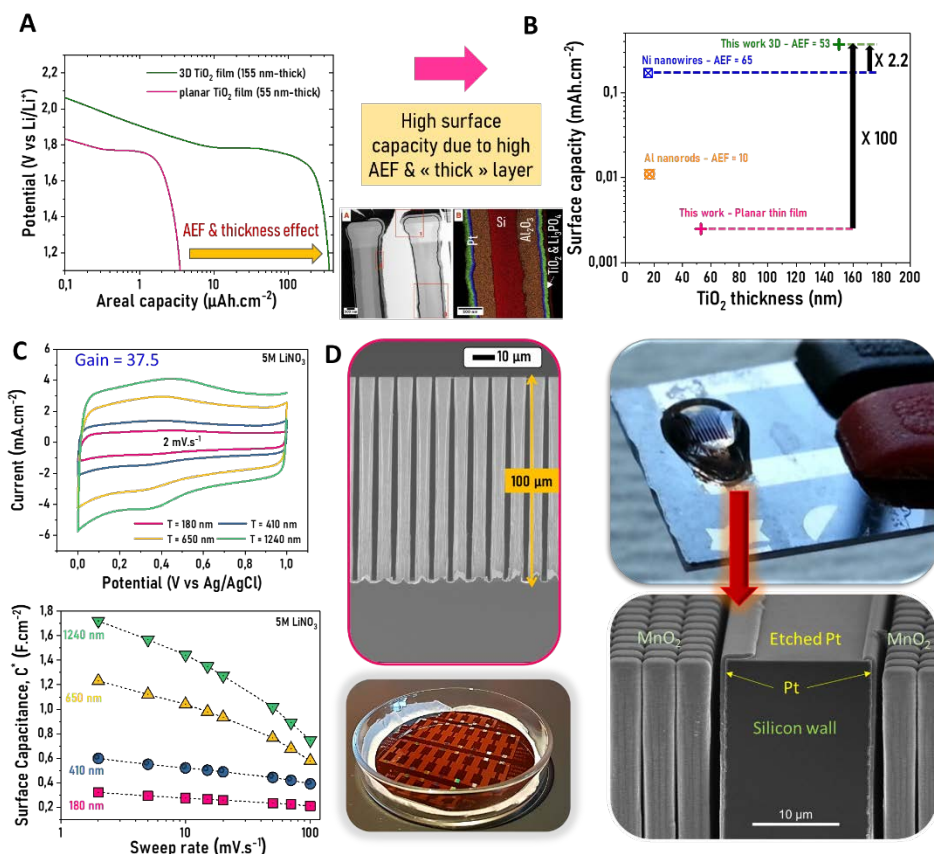 A
2,2
2,0
1,8
1,6
1,4
1,2
Potential (V vs Li/Li⁺)
3D TiO₂ film (155 nm-thick)
planar TiO₂ film (55 nm-thick)
AEF & thickness effect
0,1
1
10
100
Areal capacity (µAh.cm⁻²)
High surface
capacity due to high
AEF & « thick » layer
A
B
Pt
Si
Al₂O₃
TiO₂ & Li₃PO₄
B
Surface capacity (mAh.cm⁻²)
0,1
0,01
0,001
This work 3D - AEF = 53
Ni nanowires - AEF = 65
X 2.2
X 100
Al nanorods - AEF = 10
This work - Planar thin film
0 20 40 60 80 100 120 140 160 180 200
TiO₂ thickness (nm)
C
Gain = 37.5
5M LiNO₃
Current (mA.cm⁻²)
4
2
0
-2
-4
-6
2 mV.s⁻¹
T = 180 nm
T = 410 nm
T = 650 nm
T = 1240 nm
0,0 0,2 0,4 0,6 0,8 1,0
Potential (V vs Ag/AgCl)
Surface Capacitance, C* (F.cm⁻²)
1,8
1,6
1,4
1,2
1,0
0,8
0,6
0,4
0,2
5M LiNO₃
1240 nm
650 nm
410 nm
180 nm
1
10
100
Sweep rate (mV.s⁻¹)
D
10 µm
100 µm
MnO₂
Etched Pt
MnO₂
Pt
Silicon wall
10 µm